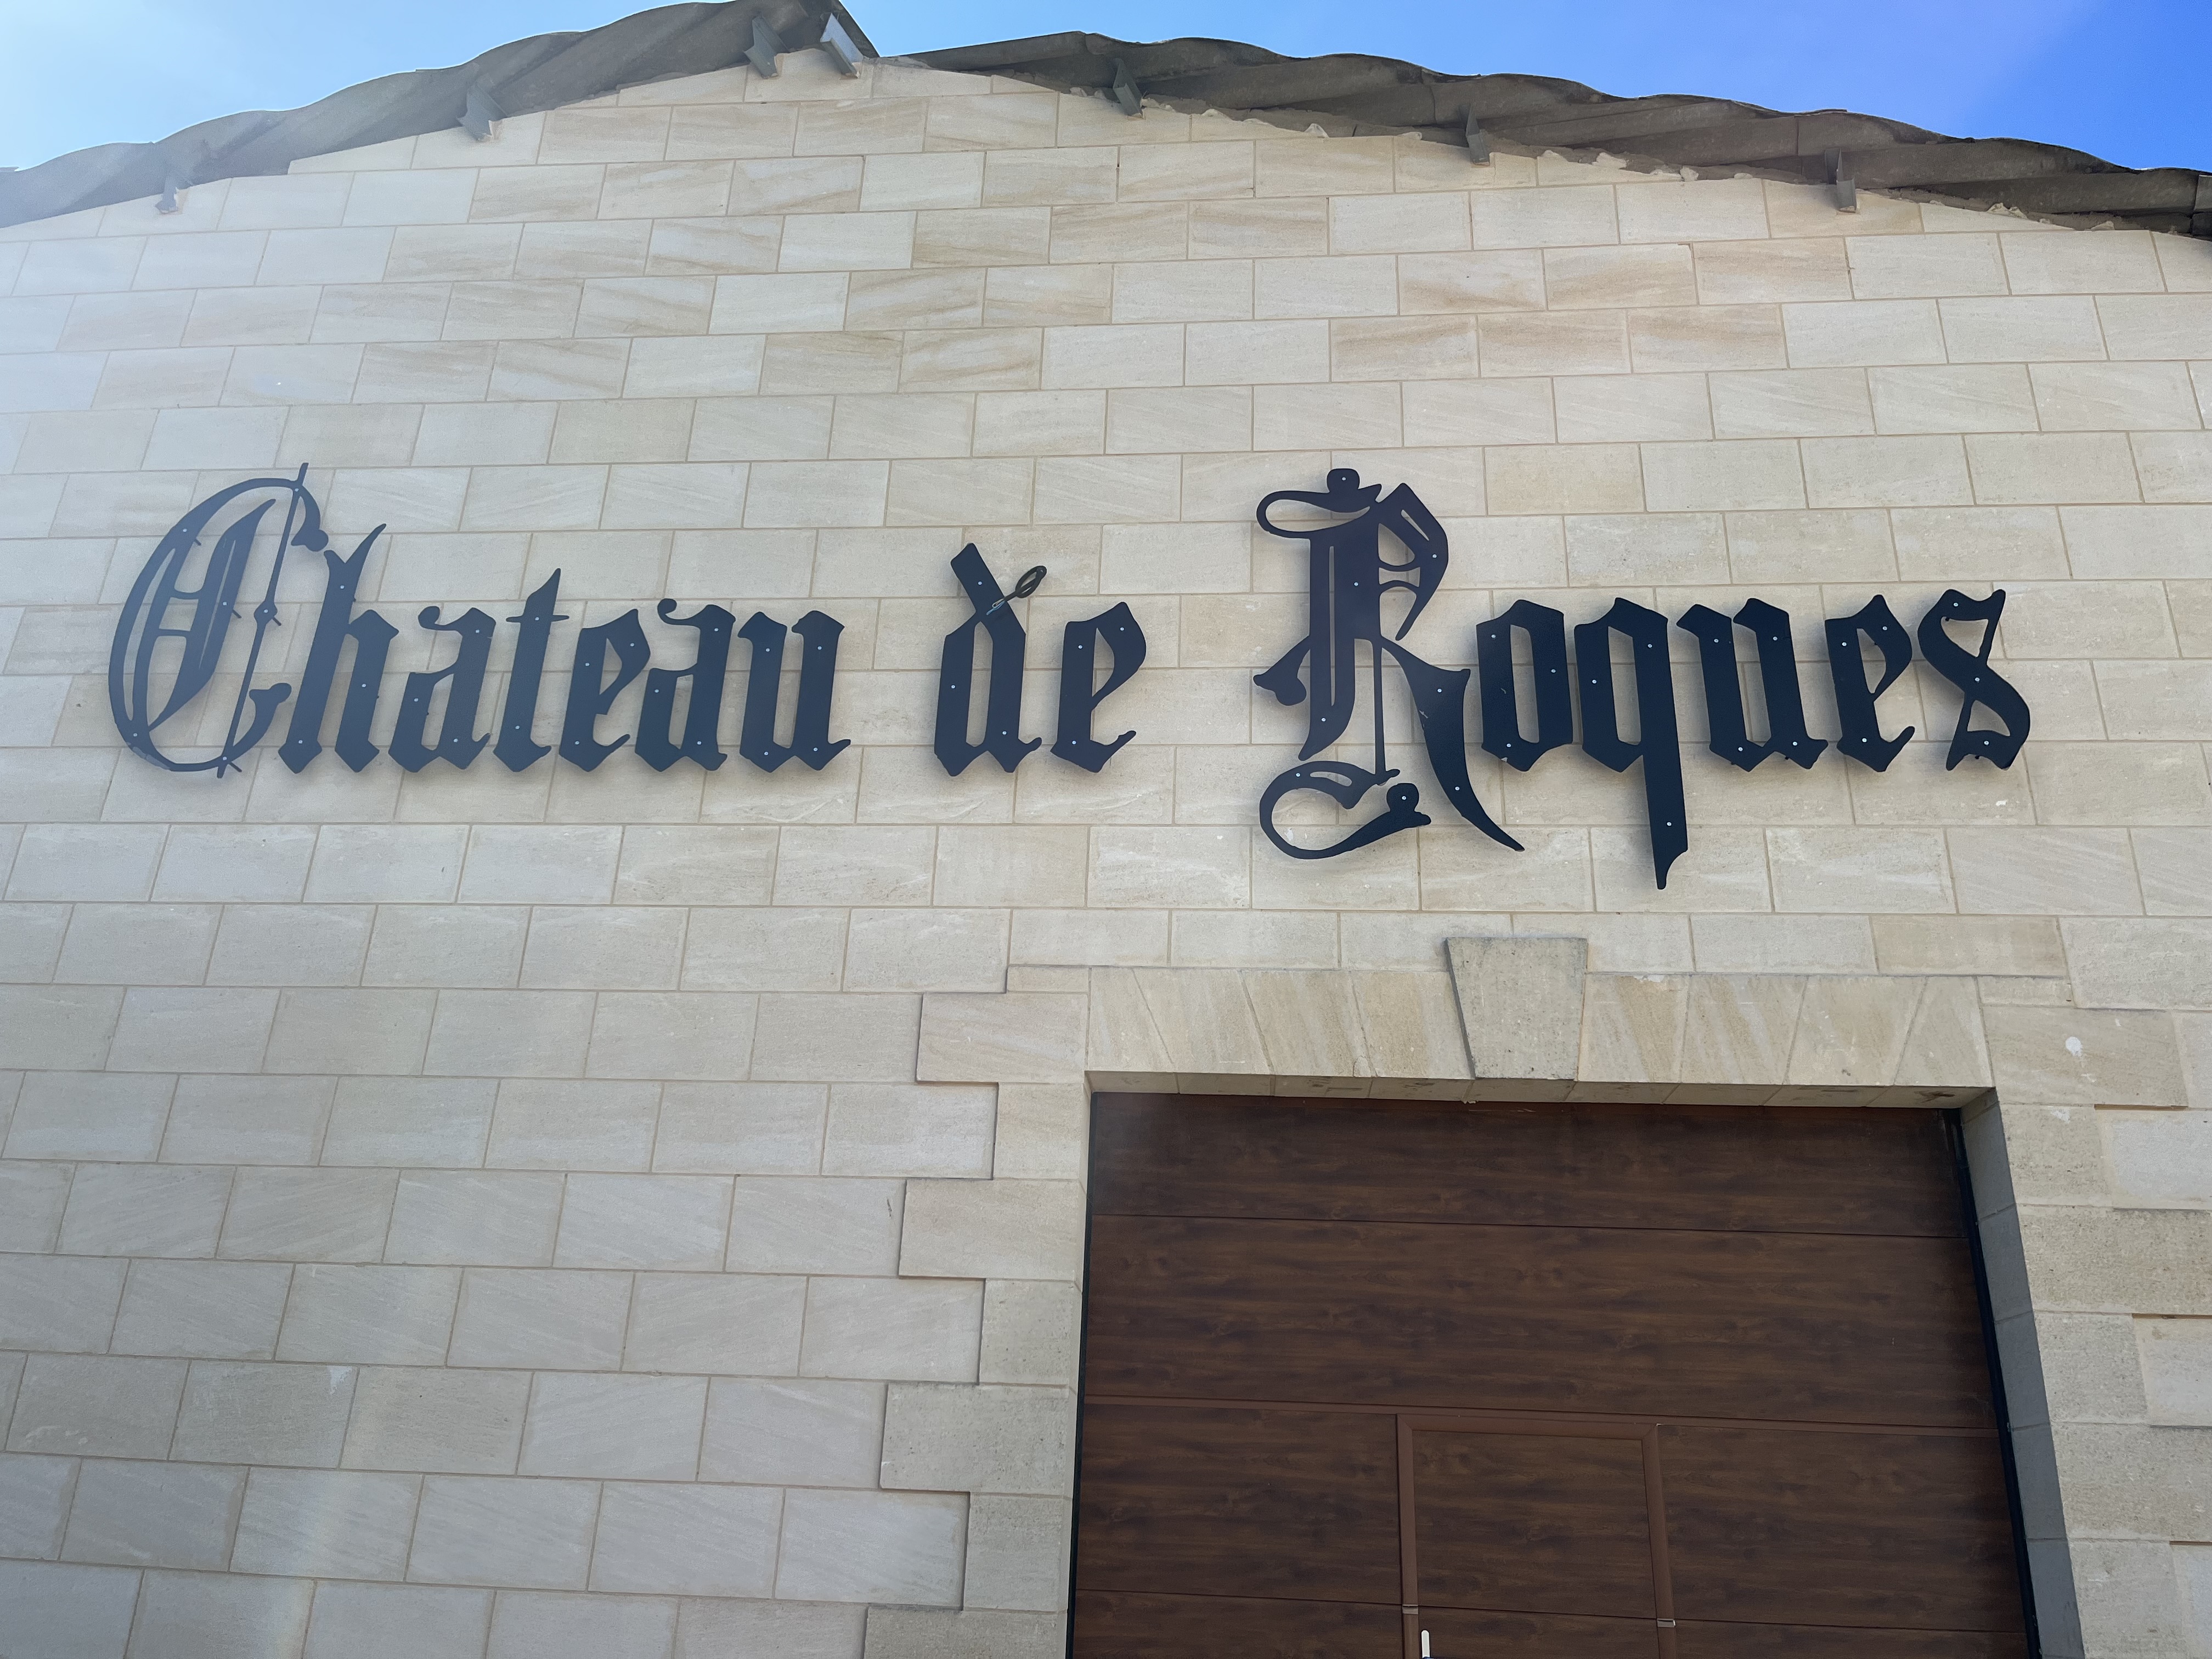 Chateau de Roques